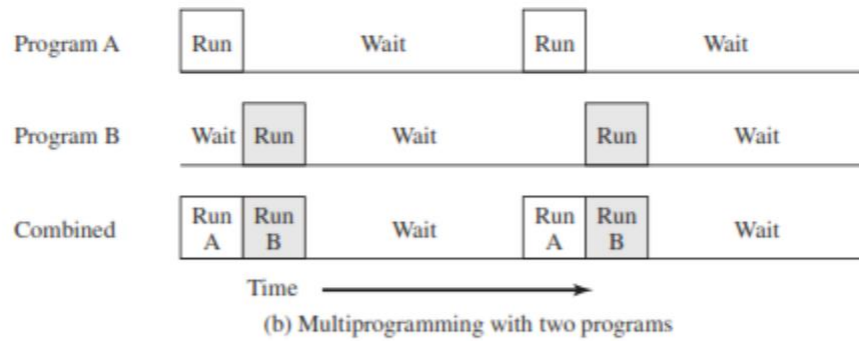 Program A Run Wait Run Wait
Program B Wait Run Wait Run Wait
Combined Run A Run B Wait Run A Run B Wait
Time
(b) Multiprogramming with two programs